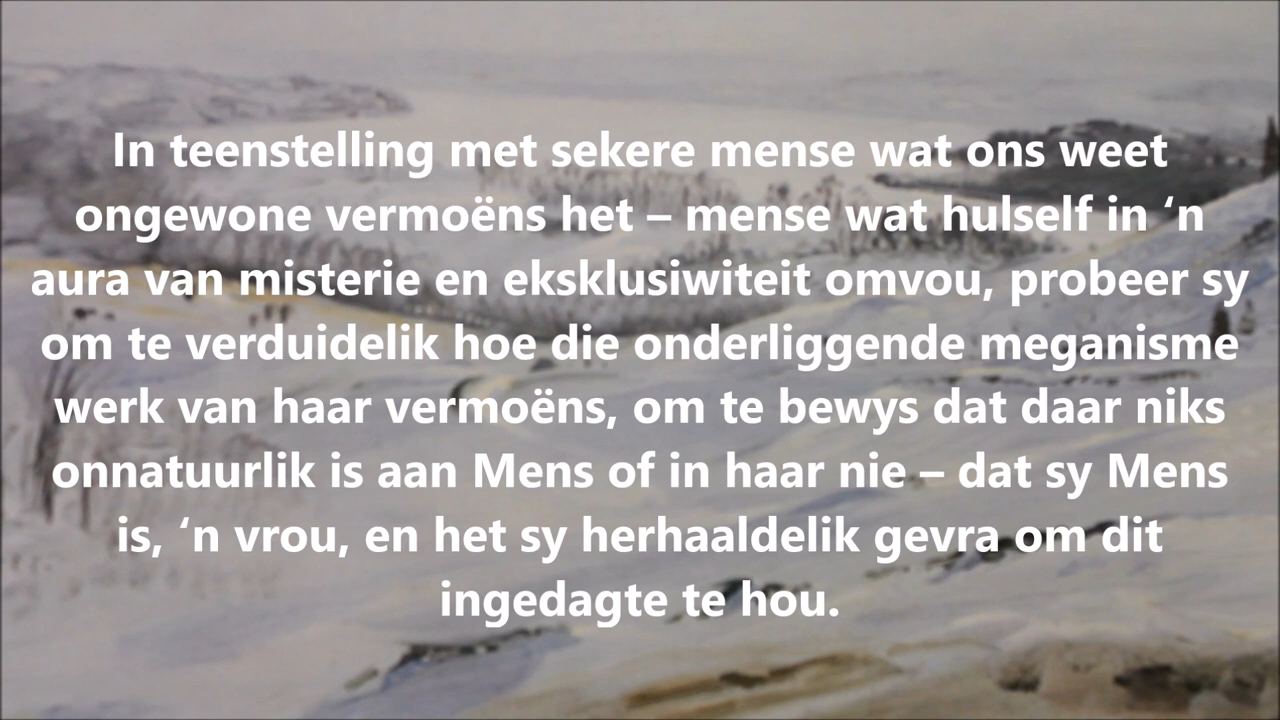 In teenstelling met sekere mense wat ons weet
ongewone vermoëns het – mense wat hulself in ‘n
aura van misterie en eksklusiwiteit omvou, probeer sy
om te verduidelik hoe die onderliggende meganisme
werk van haar vermoëns, om te bewys dat daar niks
onnatuurlik is aan Mens of in haar nie – dat sy Mens
is, ‘n vrou, en het sy herhaaldelik gevra om dit
ingedagte te hou.